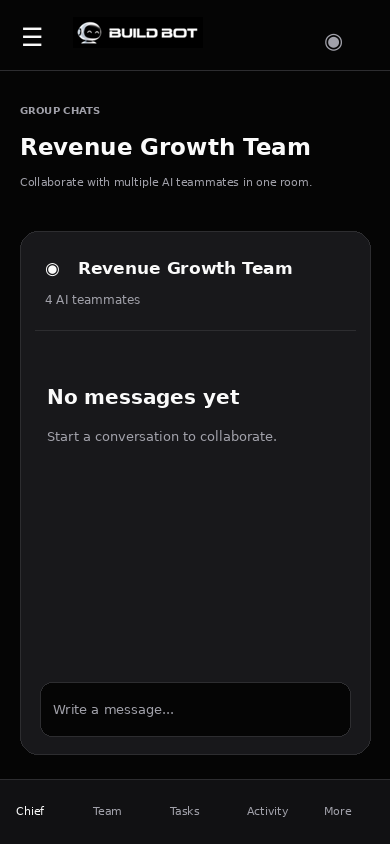 BUILD BOT
GROUP CHATS
Revenue Growth Team
Collaborate with multiple AI teammates in one room.
Revenue Growth Team
4 AI teammates
No messages yet
Start a conversation to collaborate.
Write a message...
Chief Team Tasks Activity More